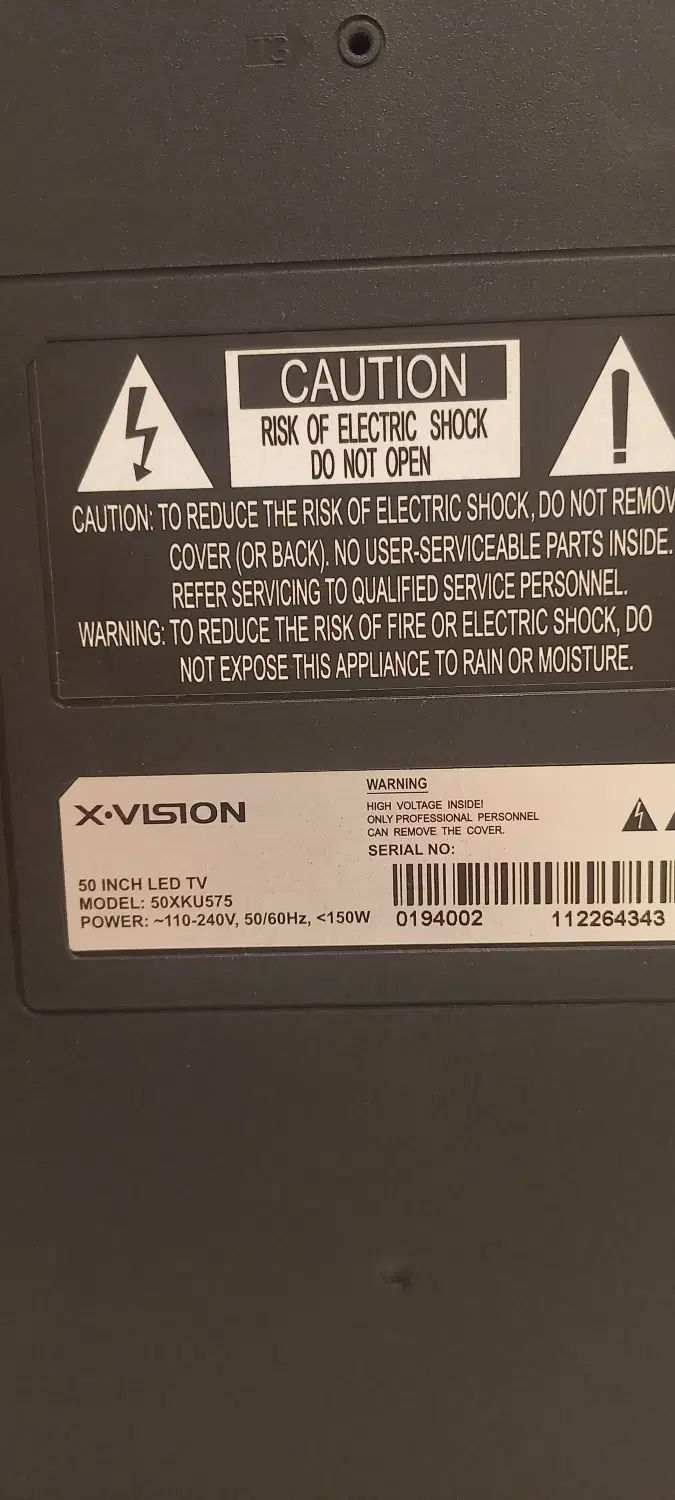 13
CAUTION
RISK OF ELECTRIC SHOCK
DO NOT OPEN
CAUTION: TO REDUCE THE RISK OF ELECTRIC SHOCK, DO NOT REMOV
COVER (OR BACK). NO USER-SERVICEABLE PARTS INSIDE.
REFER SERVICING TO QUALIFIED SERVICE PERSONNEL.
WARNING: TO REDUCE THE RISK OF FIRE OR ELECTRIC SHOCK, DO
NOT EXPOSE THIS APPLIANCE TO RAIN OR MOISTURE.
X·VISION
50 INCH LED TV
MODEL: 50XKU575
POWER: ~110-240V, 50/60Hz, <150W
WARNING
HIGH VOLTAGE INSIDE!
ONLY PROFESSIONAL PERSONNEL
CAN REMOVE THE COVER.
SERIAL NO:
0194002 112264343